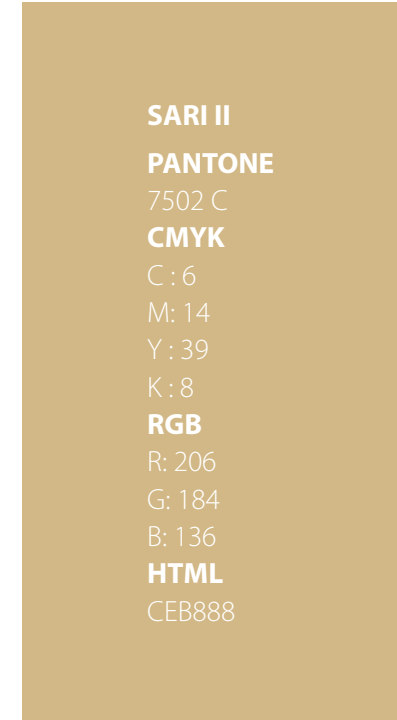 SARI II
PANTONE
7502 C
CMYK
C : 6
M: 14
Y : 39
K : 8
RGB
R: 206
G: 184
B: 136
HTML
CEB888